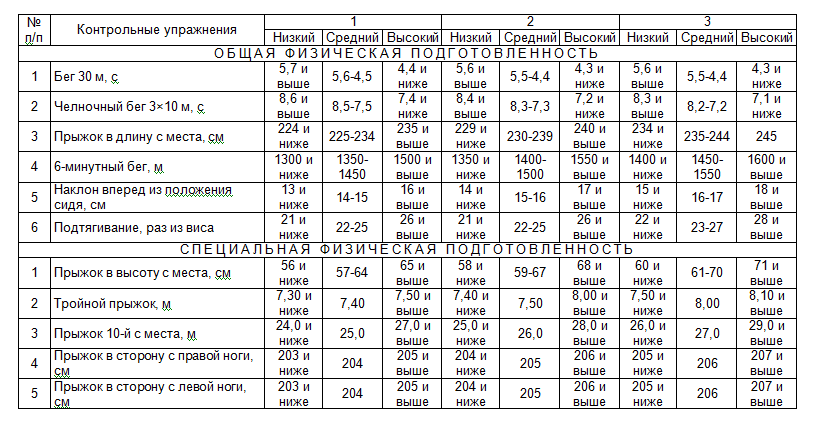 № п/п Контрольные упражнения 1 2 3
Низкий Средний Высокий Низкий Средний Высокий Низкий Средний Высокий
ОБЩАЯ ФИЗИЧЕСКАЯ ПОДГОТОВЛЕННОСТЬ
1 Бег 30 м, с 5,7 и выше 5,6-4,5 4,4 и ниже 5,6 и выше 5,5-4,4 4,3 и ниже 5,6 и выше 5,5-4,4 4,3 и ниже
2 Челночный бег 3×10 м, с 8,6 и выше 8,5-7,5 7,4 и ниже 8,4 и выше 8,3-7,3 7,2 и ниже 8,3 и выше 8,2-7,2 7,1 и ниже
3 Прыжок в длину с места, см 224 и ниже 225-234 235 и выше 229 и ниже 230-239 240 и выше 234 и ниже 235-244 245
4 6-минутный бег, м 1300 и ниже 1350-1450 1500 и выше 1350 и ниже 1400-1500 1550 и выше 1400 и ниже 1450-1550 1600 и выше
5 Наклон вперед из положения сидя, см 13 и ниже 14-15 16 и выше 14 и ниже 15-16 17 и выше 15 и ниже 16-17 18 и выше
6 Подтягивание, раз из виса 21 и ниже 22-25 26 и выше 21 и ниже 22-25 26 и выше 22 и ниже 23-27 28 и выше
СПЕЦИАЛЬНАЯ ФИЗИЧЕСКАЯ ПОДГОТОВЛЕННОСТЬ
1 Прыжок в высоту с места, см 56 и ниже 57-64 65 и выше 58 и ниже 59-67 68 и выше 60 и ниже 61-70 71 и выше
2 Тройной прыжок, м 7,30 и ниже 7,40 7,50 и выше 7,40 и ниже 7,50 8,00 и выше 7,50 и ниже 8,00 8,10 и выше
3 Прыжок 10-й с места, м 24,0 и ниже 25,0 27,0 и выше 25,0 и ниже 26,0 28,0 и выше 26,0 и ниже 27,0 29,0 и выше
4 Прыжок в сторону с правой ноги, см 203 и ниже 204 205 и выше 204 и ниже 205 206 и выше 205 и ниже 206 207 и выше
5 Прыжок в сторону с левой ноги, см 203 и ниже 204 205 и выше 204 и ниже 205 206 и выше 205 и ниже 206 207 и выше